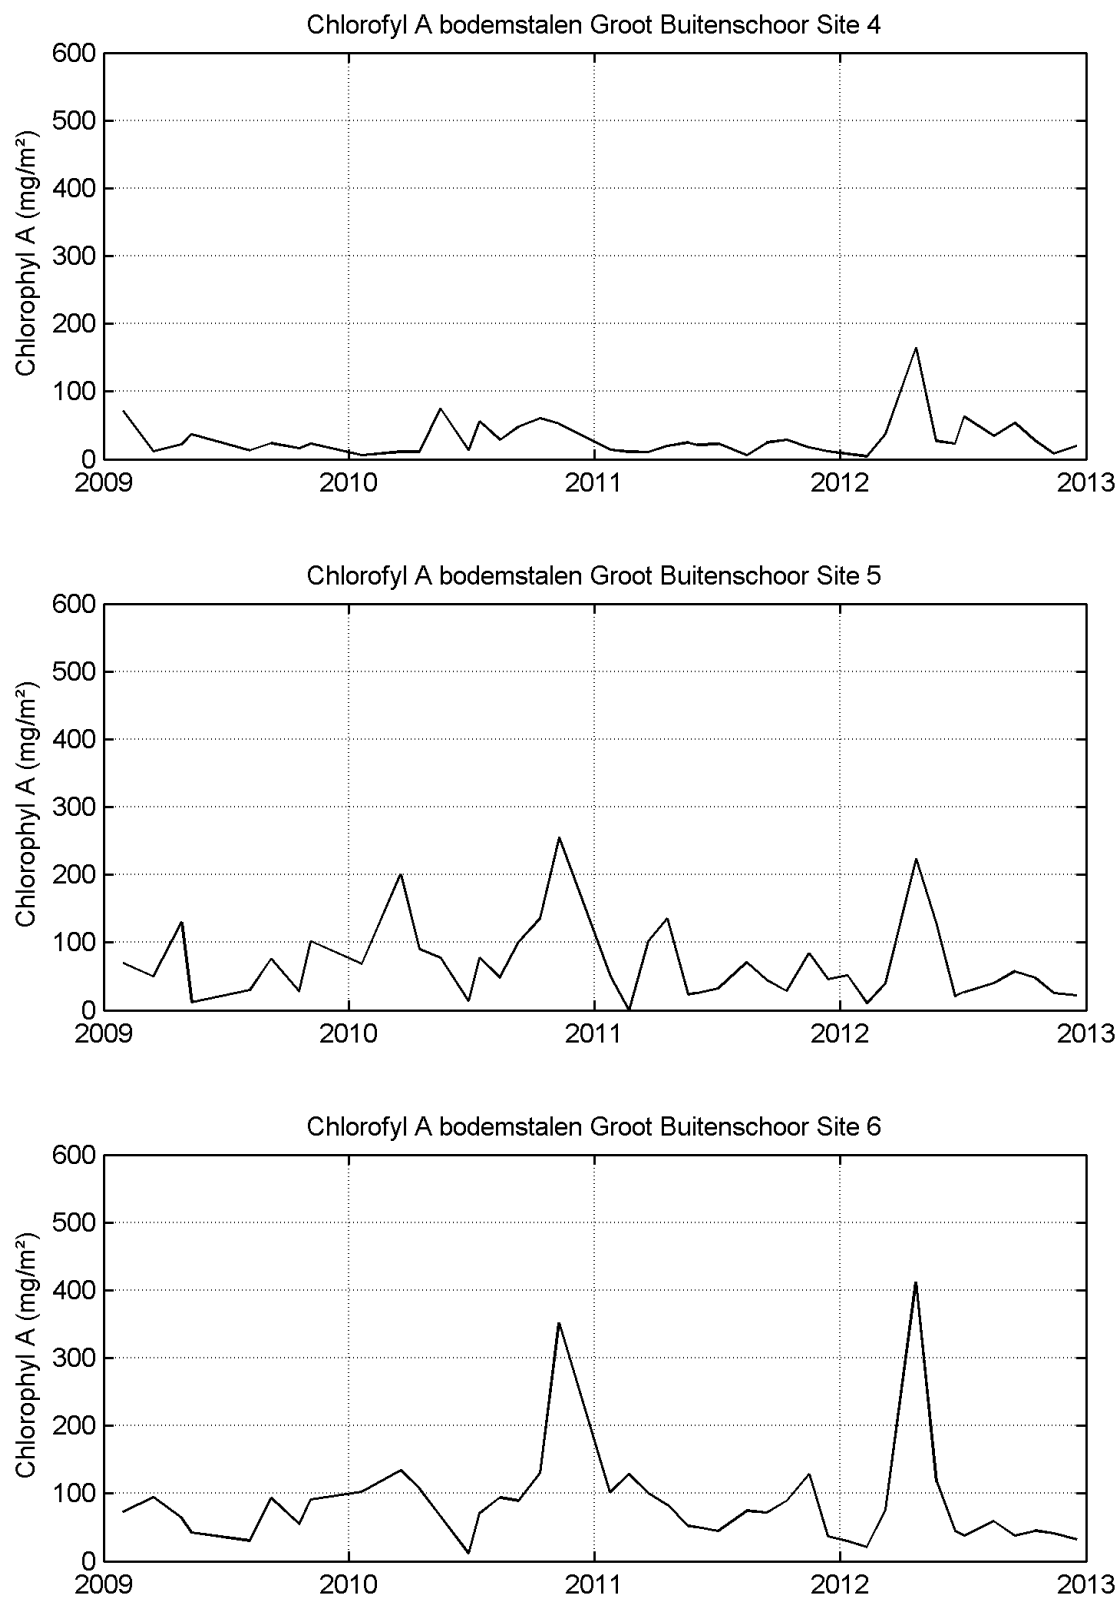 Chlorofyl A bodemstalen Groot Buitenschoor Site 4
Chlorophyl A (mg/m²)
600
500
400
300
200
100
0
2009 2010 2011 2012 2013
Chlorofyl A bodemstalen Groot Buitenschoor Site 5
Chlorophyl A (mg/m²)
600
500
400
300
200
100
0
2009 2010 2011 2012 2013
Chlorofyl A bodemstalen Groot Buitenschoor Site 6
Chlorophyl A (mg/m²)
600
500
400
300
200
100
0
2009 2010 2011 2012 2013